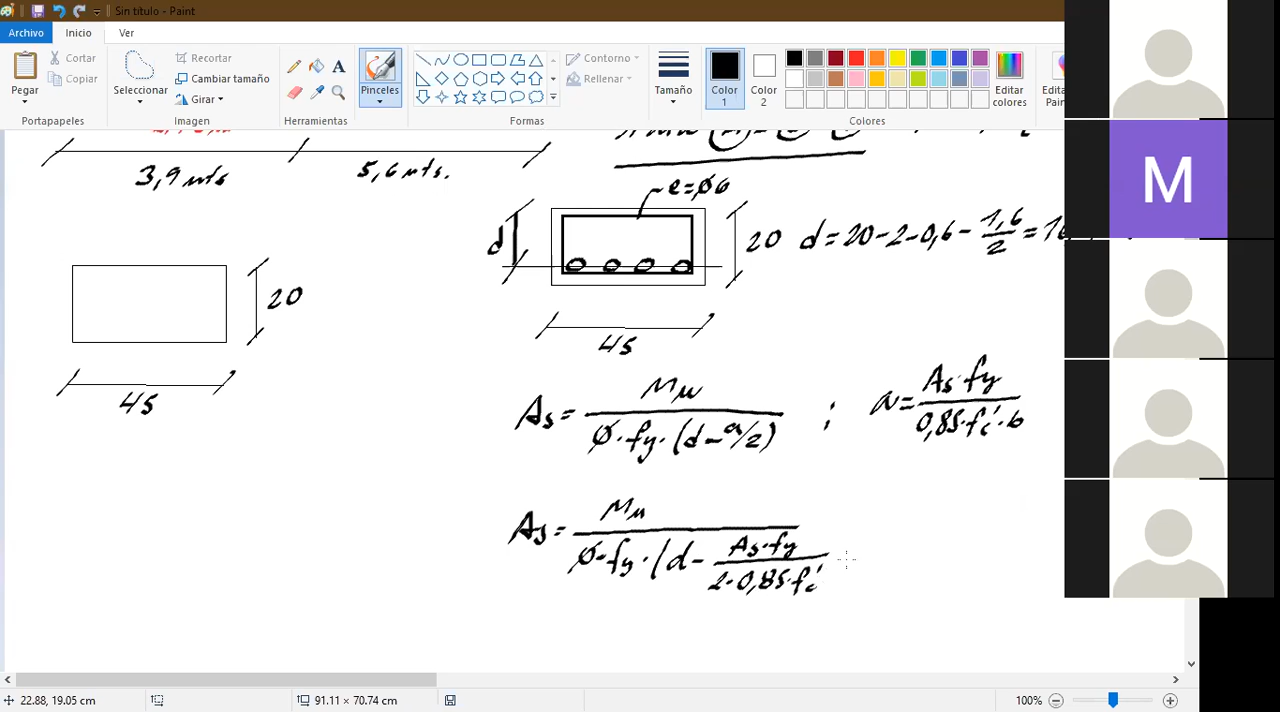 Sin título - Paint
Archivo Inicio Ver
Pegar
Cortar
Copiar
Portapapeles
Seleccionar
Recortar
Cambiar tamaño
Girar
Imagen
A
Herramientas
Pinceles
Contorno
Rellenar
Formas
Tamaño
Color 1
Color 2
Editar colores
Colores
M
3,9 mts
5,6 mts.
e=Ø6
d
20
d=20-2-0,6-1,6/2=16
45
20
45
As= Mu / Ø·fy·(d-a/2) ; a= As·fy / 0,85·fc'·b
As= Mu / Ø·fy·(d- As·fy / 2·0,85·fc'
22.88, 19.05 cm
91.11 × 70.74 cm
100%